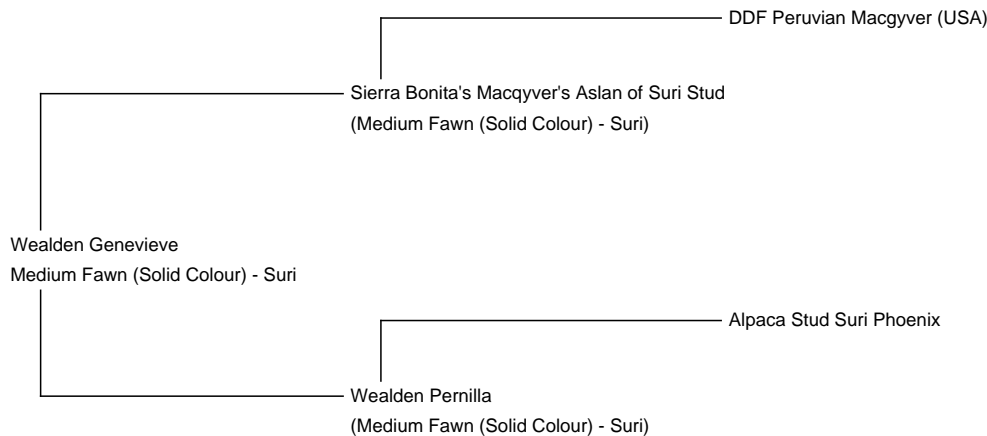 DDF Peruvian Macgyver (USA)
Sierra Bonita's Macqyver's Aslan of Suri Stud
(Medium Fawn (Solid Colour) - Suri)
Wealden Genevieve
Medium Fawn (Solid Colour) - Suri
Alpaca Stud Suri Phoenix
Wealden Pernilla
(Medium Fawn (Solid Colour) - Suri)